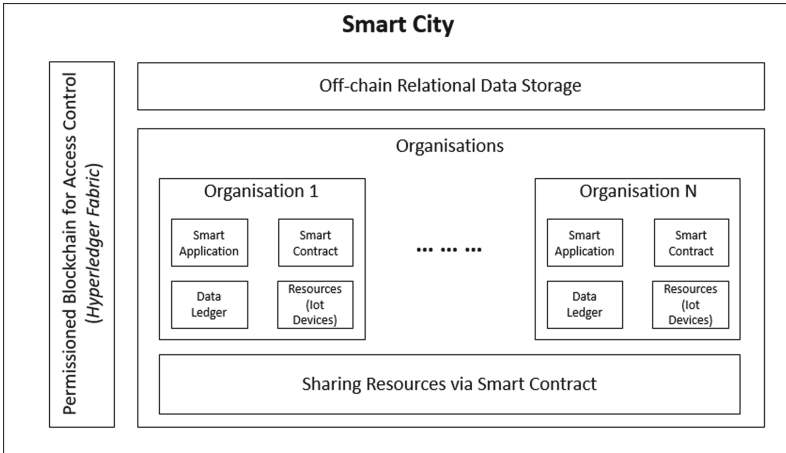 Smart City
Permissioned Blockchain for Access Control
(Hyperledger Fabric)
Off-chain Relational Data Storage
Organisations
Organisation 1
Smart
Application
Smart
Contract
Data
Ledger
Resources
(Iot
Devices)
... ... ...
Organisation N
Smart
Application
Smart
Contract
Data
Ledger
Resources
(Iot
Devices)
Sharing Resources via Smart Contract